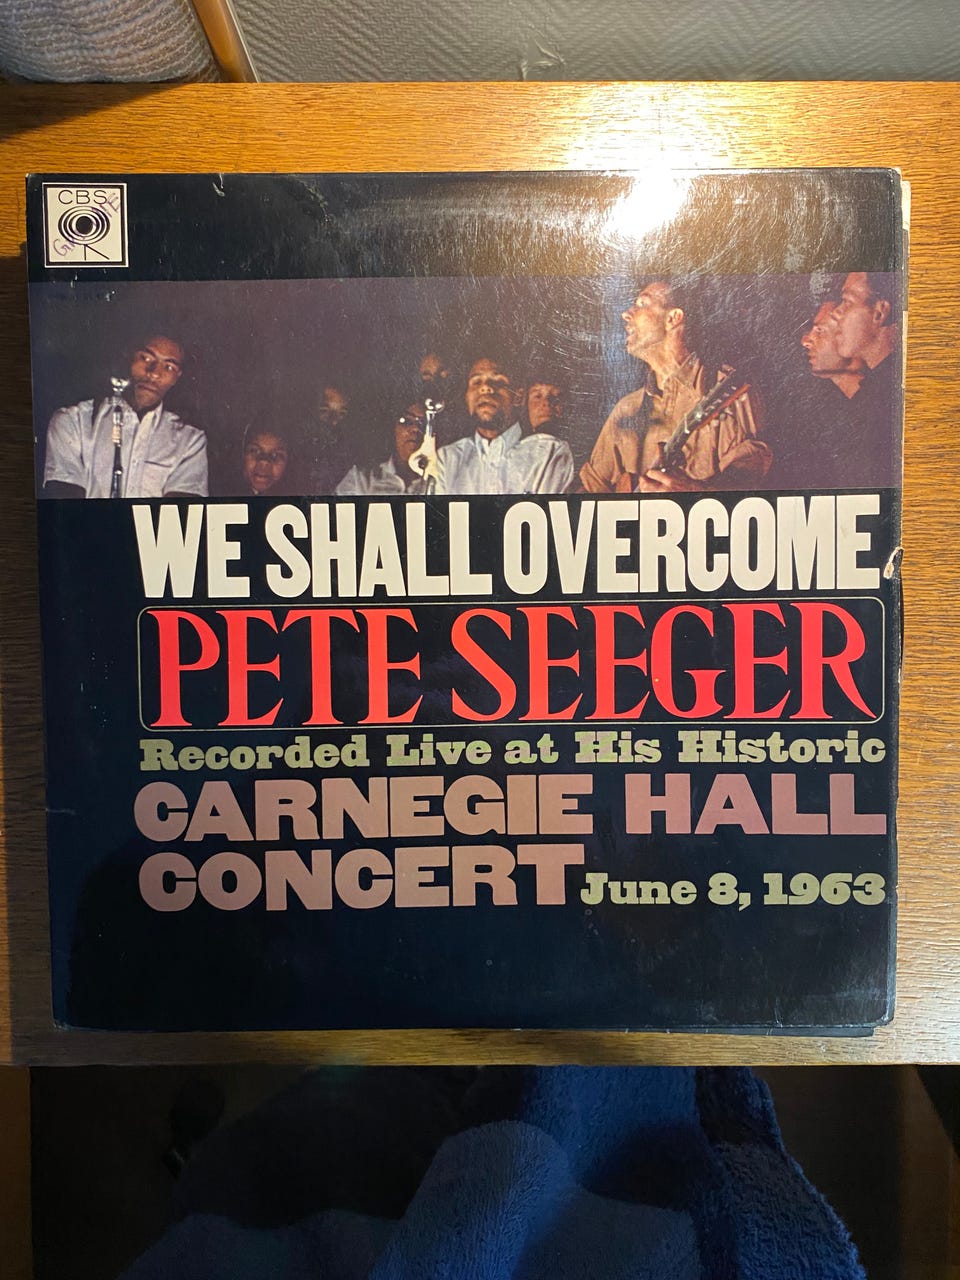 CBS
WE SHALL OVERCOME
PETE SEEGER
Recorded Live at His Historic
CARNEGIE HALL
CONCERT June 8, 1963